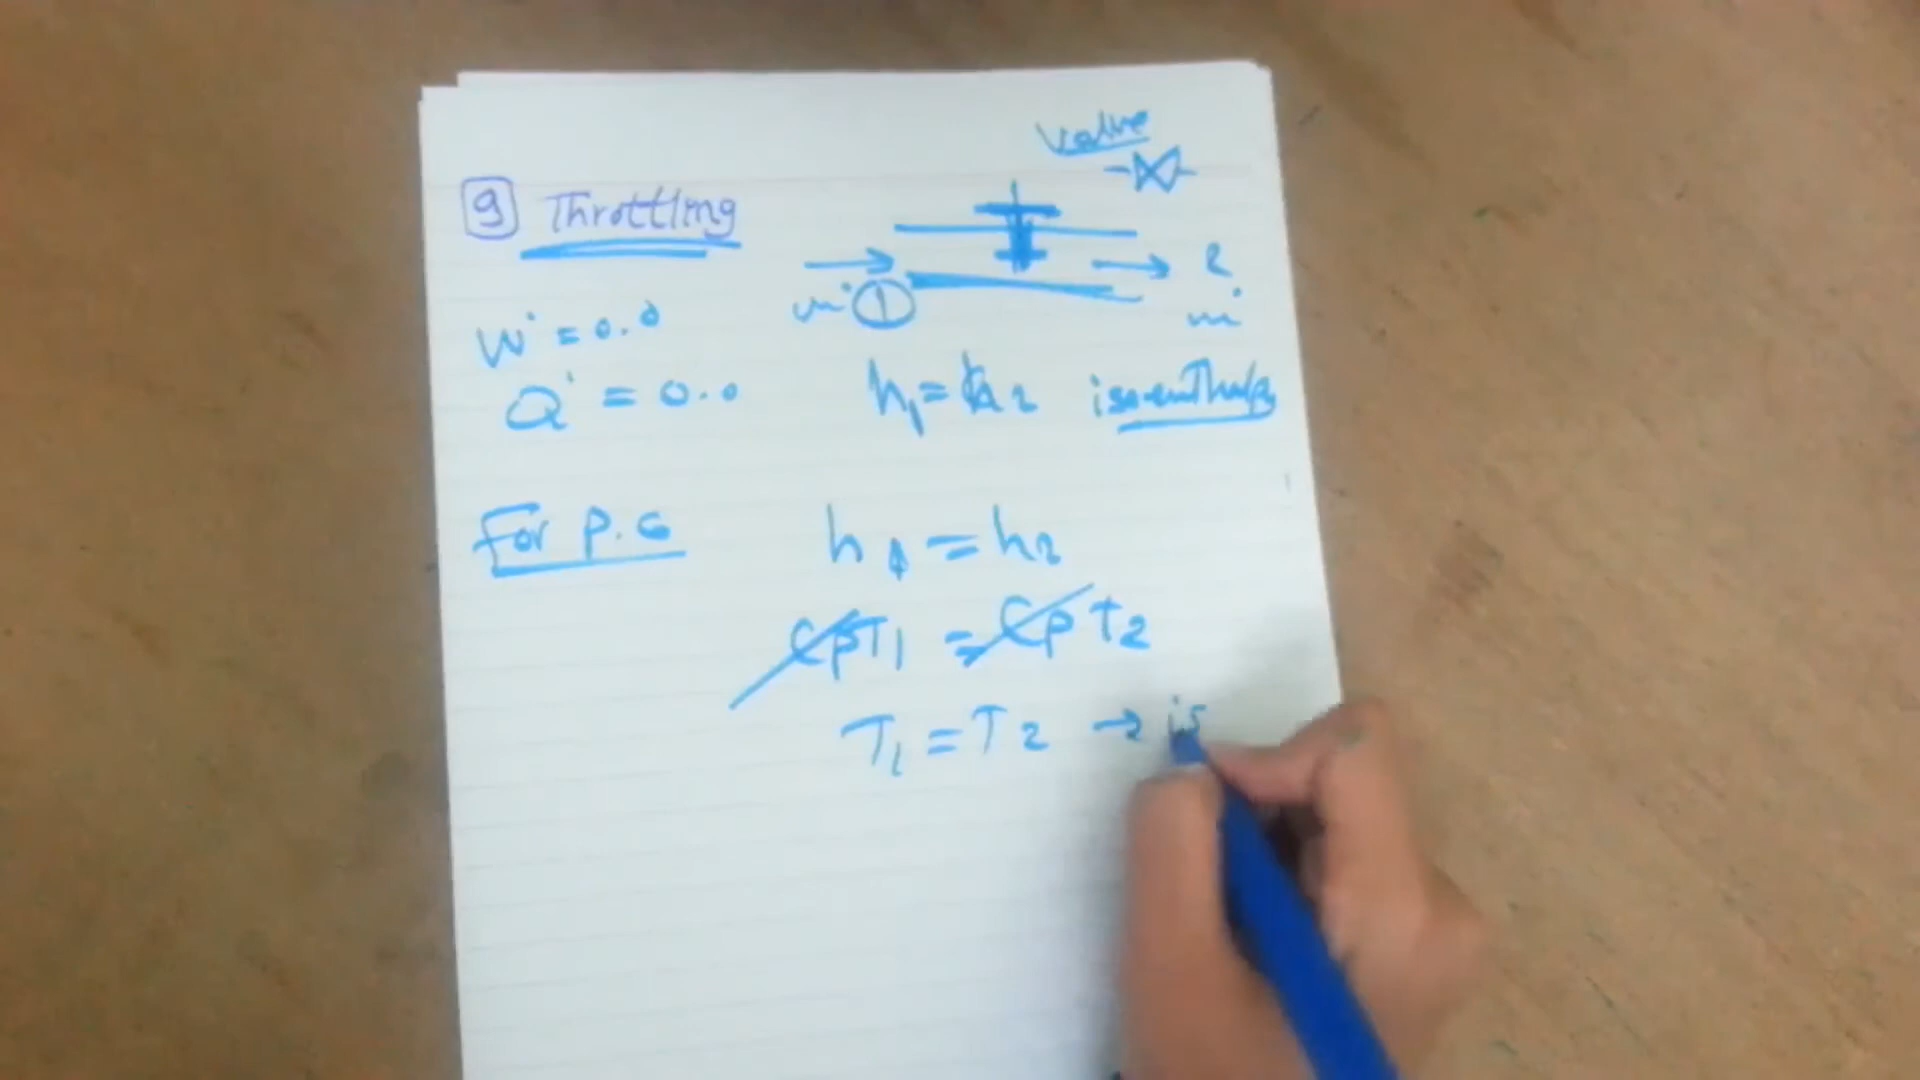 valve
9 Throttling
2
ṁ 1
ṁ
Ẇ = 0.0
Q̇ = 0.0
h₁ = h₂ isenthalp
For P.G
h₁ = h₂
CpT₁ = CpT₂
T₁ = T₂ → is